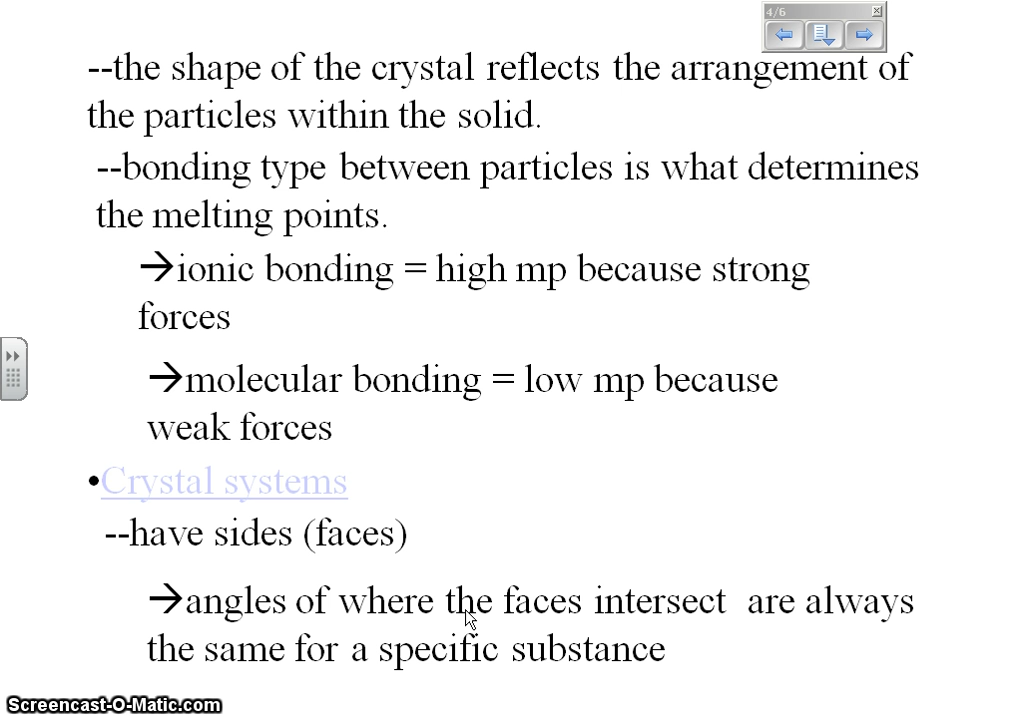 4/6
--the shape of the crystal reflects the arrangement of
the particles within the solid.
--bonding type between particles is what determines
the melting points.
→ionic bonding = high mp because strong
forces
→molecular bonding = low mp because
weak forces
•Crystal systems
--have sides (faces)
→angles of where the faces intersect  are always
the same for a specific substance
Screencast-O-Matic.com